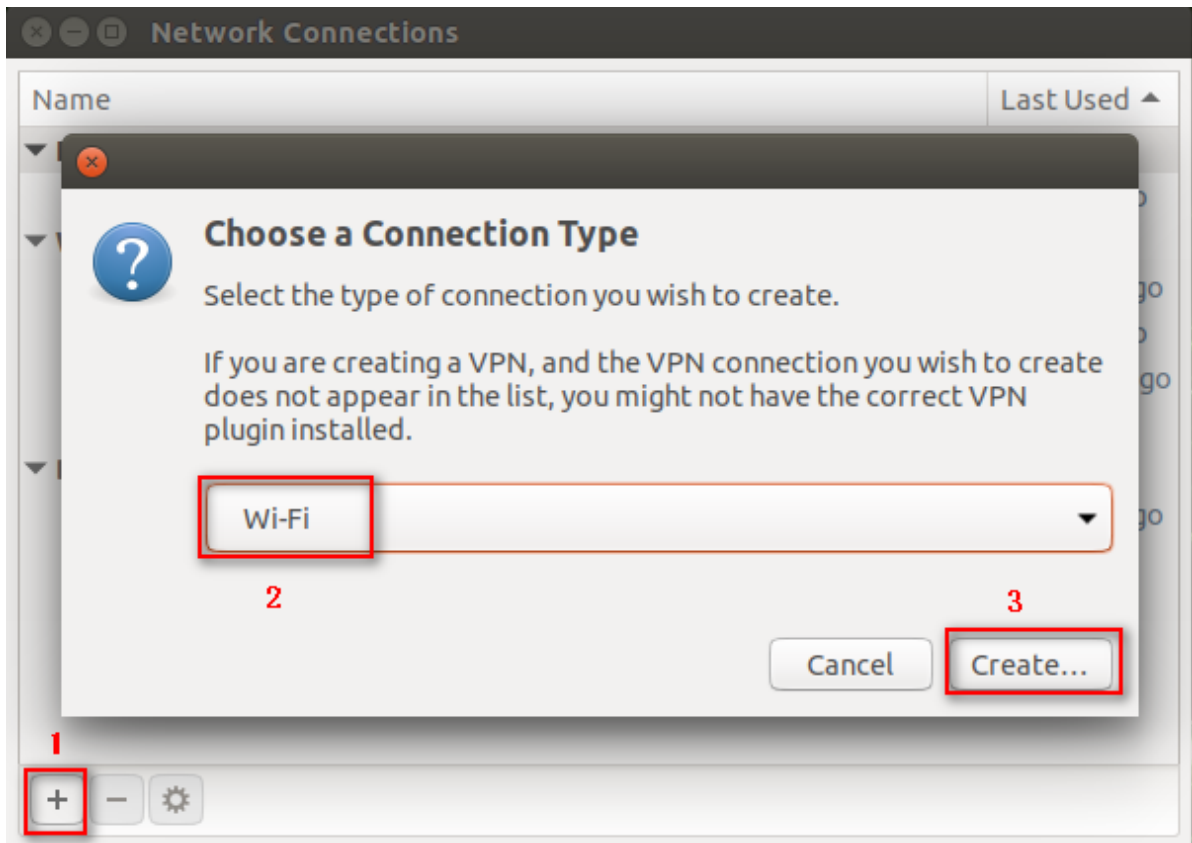 Network Connections
Name Last Used
Choose a Connection Type
Select the type of connection you wish to create.
If you are creating a VPN, and the VPN connection you wish to create
does not appear in the list, you might not have the correct VPN
plugin installed.
Wi-Fi
2
3
Cancel Create...
1